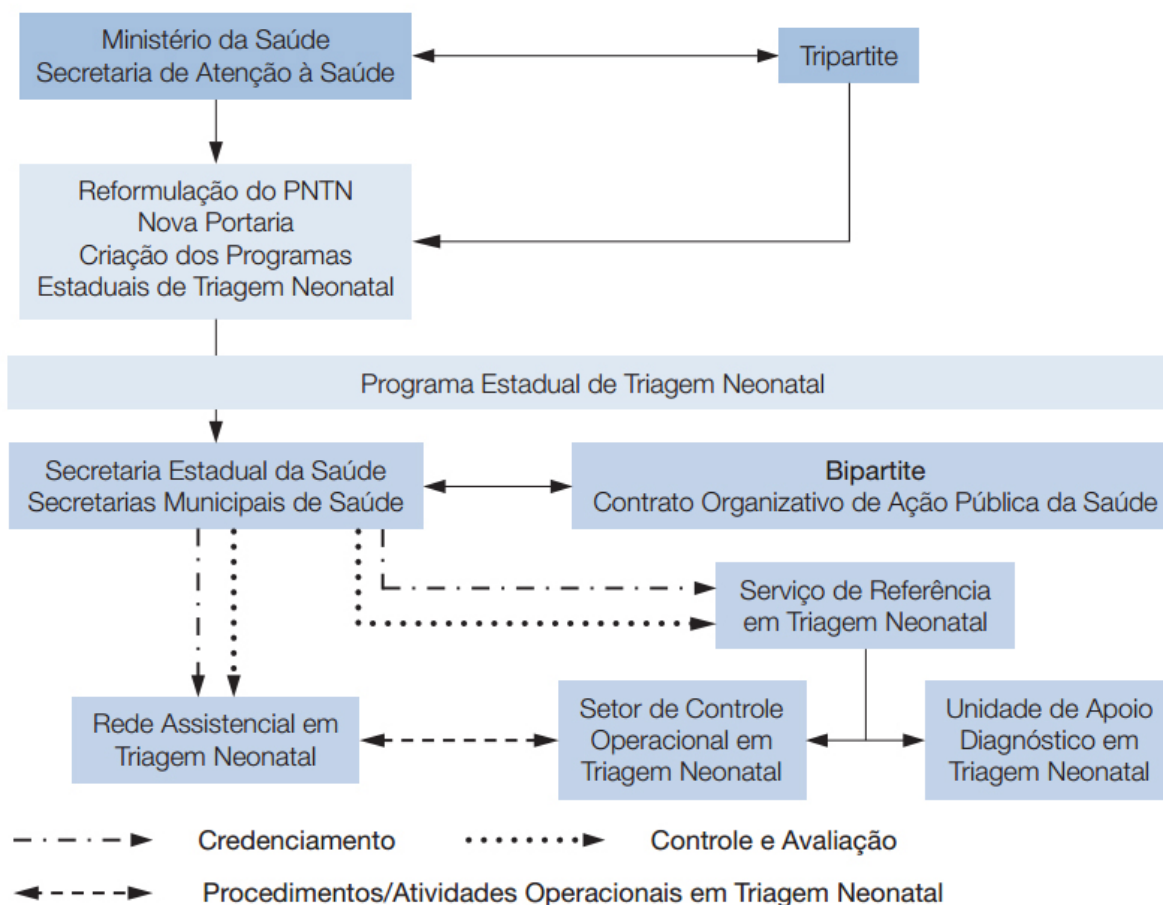 Ministério da Saúde
Secretaria de Atenção à Saúde
Tripartite
Reformulação do PNTN
Nova Portaria
Criação dos Programas
Estaduais de Triagem Neonatal
Programa Estadual de Triagem Neonatal
Secretaria Estadual da Saúde
Secretarias Municipais de Saúde
Bipartite
Contrato Organizativo de Ação Pública da Saúde
Serviço de Referência
em Triagem Neonatal
Rede Assistencial em
Triagem Neonatal
Setor de Controle
Operacional em
Triagem Neonatal
Unidade de Apoio
Diagnóstico em
Triagem Neonatal
Credenciamento
Controle e Avaliação
Procedimentos/Atividades Operacionais em Triagem Neonatal